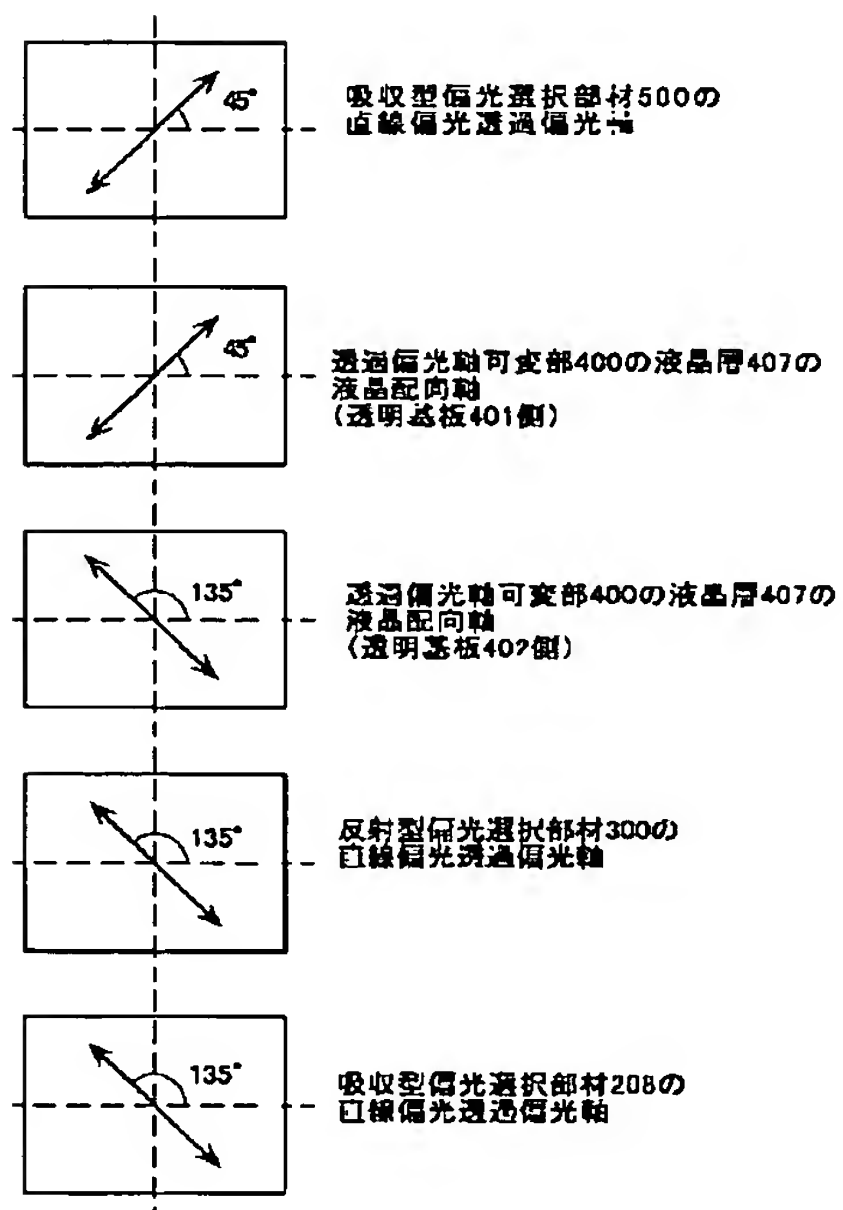 45°
吸収型偏光選択部材500の
直線偏光透過偏光軸
45°
透過偏光軸可変部400の液晶層407の
液晶配向軸
(透明基板401側)
135°
透過偏光軸可変部400の液晶層407の
液晶配向軸
(透明基板402側)
135°
反射型偏光選択部材300の
直線偏光透過偏光軸
135°
吸収型偏光選択部材208の
直線偏光透過偏光軸